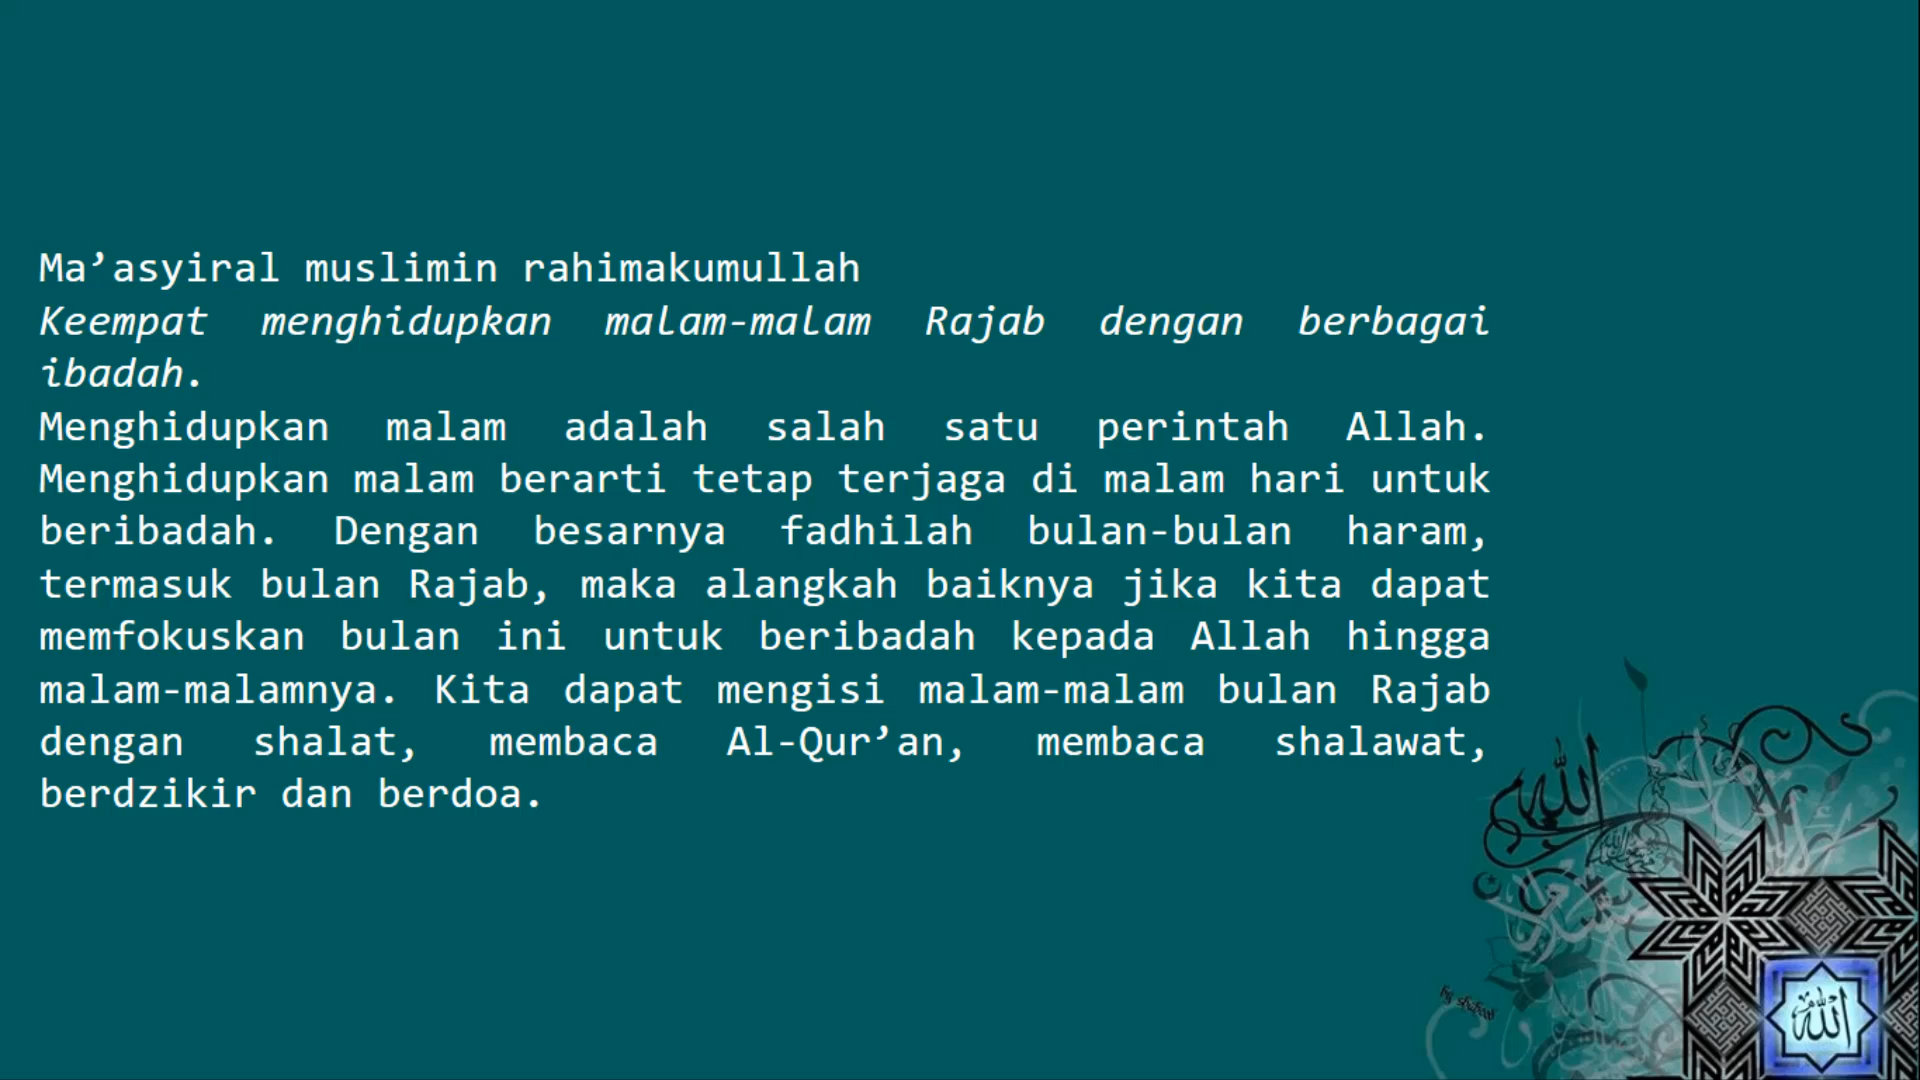 Ma’asyiral muslimin rahimakumullah
Keempat menghidupkan malam-malam Rajab dengan berbagai
ibadah.
Menghidupkan malam adalah salah satu perintah Allah.
Menghidupkan malam berarti tetap terjaga di malam hari untuk
beribadah. Dengan besarnya fadhilah bulan-bulan haram,
termasuk bulan Rajab, maka alangkah baiknya jika kita dapat
memfokuskan bulan ini untuk beribadah kepada Allah hingga
malam-malamnya. Kita dapat mengisi malam-malam bulan Rajab
dengan shalat, membaca Al-Qur’an, membaca shalawat,
berdzikir dan berdoa.
الله
الله